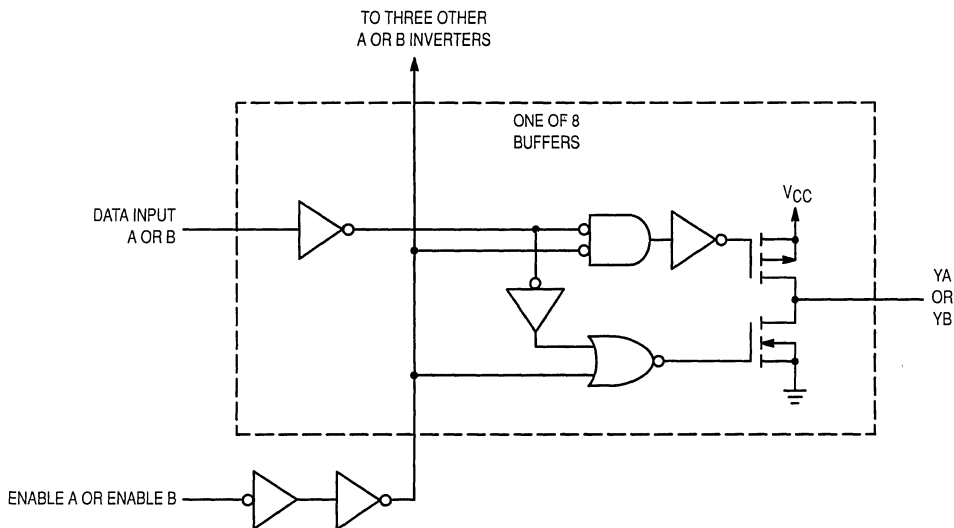 TO THREE OTHER
A OR B INVERTERS
ONE OF 8
BUFFERS
VCC
DATA INPUT
A OR B
YA
OR
YB
ENABLE A OR ENABLE B